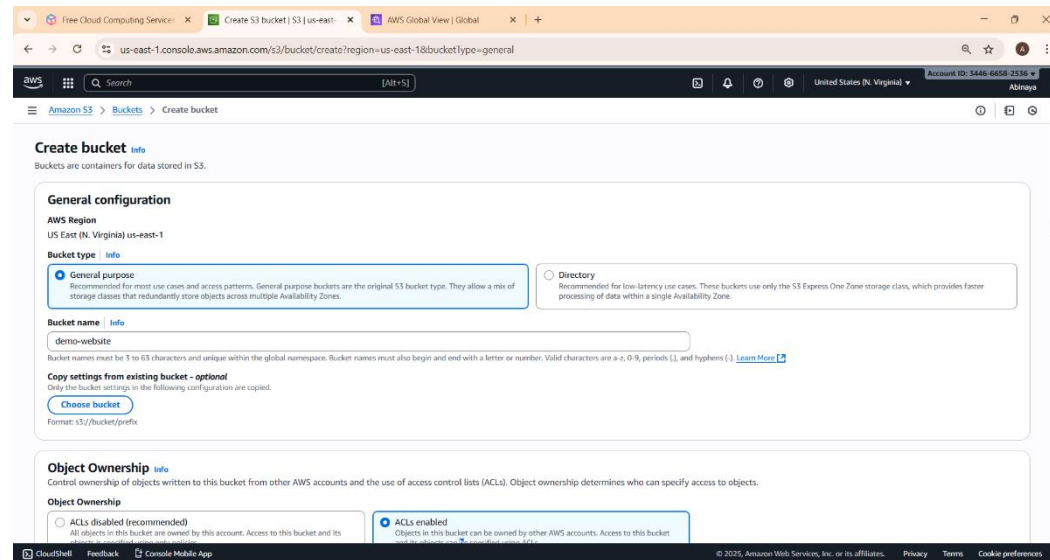 Free Cloud Computing Services
Create S3 bucket | S3 | us-east-
AWS Global View | Global
us-east-1.console.aws.amazon.com/s3/bucket/create?region=us-east-1&bucketType=general
A
aws
Search [Alt+S]
United States (N. Virginia)
Account ID: 3446-6658-2536
Abinaya
Amazon S3 > Buckets > Create bucket
Create bucket Info
Buckets are containers for data stored in S3.
General configuration
AWS Region
US East (N. Virginia) us-east-1
Bucket type Info
General purpose
Recommended for most use cases and access patterns. General purpose buckets are the original S3 bucket type. They allow a mix of
storage classes that redundantly store objects across multiple Availability Zones.
Directory
Recommended for low-latency use cases. These buckets use only the S3 Express One Zone storage class, which provides faster
processing of data within a single Availability Zone.
Bucket name Info
demo-website
Bucket names must be 3 to 63 characters and unique within the global namespace. Bucket names must also begin and end with a letter or number. Valid characters are a-z, 0-9, periods (.), and hyphens (-). Learn More
Copy settings from existing bucket - optional
Only the bucket settings in the following configuration are copied.
Choose bucket
Format: s3://bucket/prefix
Object Ownership Info
Control ownership of objects written to this bucket from other AWS accounts and the use of access control lists (ACLs). Object ownership determines who can specify access to objects.
Object Ownership
ACLs disabled (recommended)
All objects in this bucket are owned by this account. Access to this bucket and its
objects is specified using only policies.
ACLs enabled
Objects in this bucket can be owned by other AWS accounts. Access to this bucket
and its objects can be specified using ACLs.
CloudShell Feedback Console Mobile App
© 2025, Amazon Web Services, Inc. or its affiliates. Privacy Terms Cookie preferences